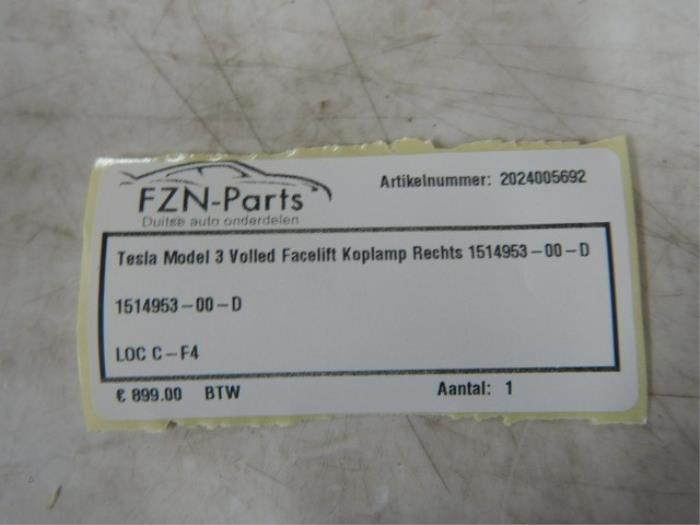 FZN-Parts
Duitse auto onderdelen
Artikelnummer: 2024005692
Tesla Model 3 Volled Facelift Koplamp Rechts 1514953-00-D
1514953-00-D
LOC C-F4
€ 899.00 BTW Aantal: 1